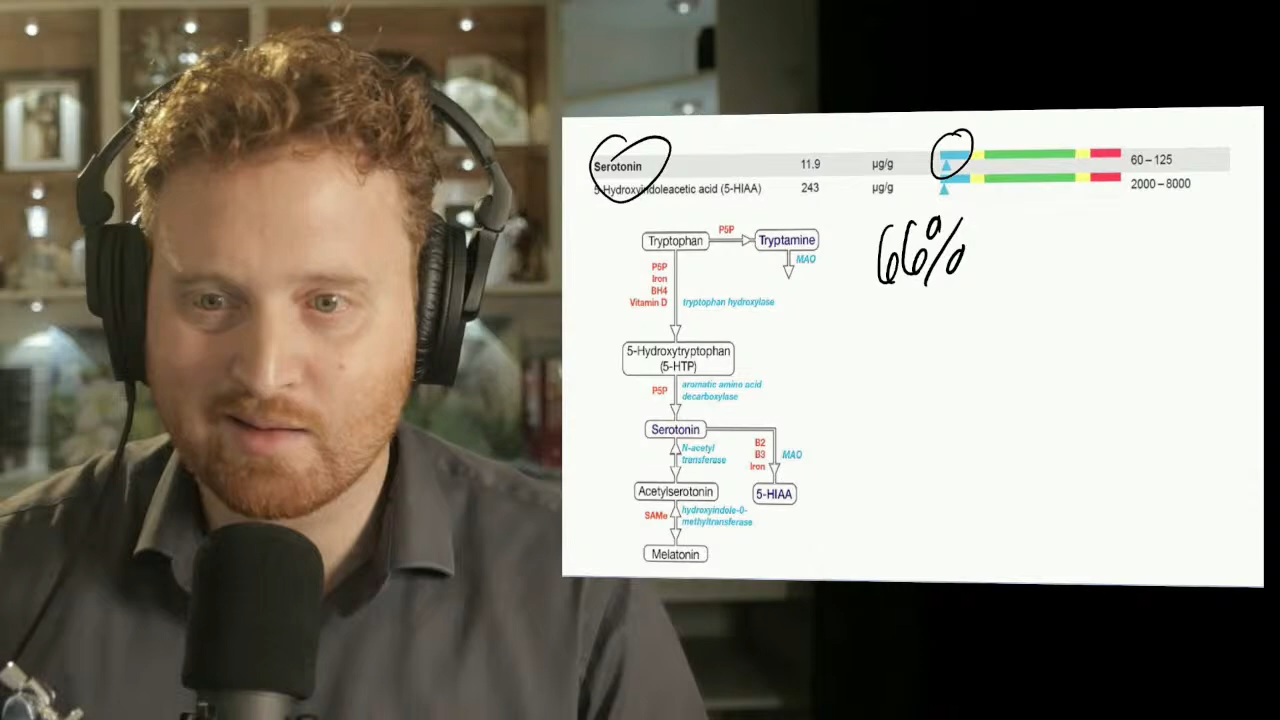 Serotonin 11.9 µg/g 60 – 125
5-Hydroxyindoleacetic acid (5-HIAA) 243 µg/g 2000 – 8000
66%
Tryptophan P5P Tryptamine
MAO
P5P
Iron
BH4
Vitamin D tryptophan hydroxylase
5-Hydroxytryptophan
(5-HTP)
P5P aromatic amino acid
decarboxylase
Serotonin
N-acetyl
transferase
B2
B3
Iron
MAO
Acetylserotonin 5-HIAA
SAMe hydroxyindole-0-
methyltransferase
Melatonin